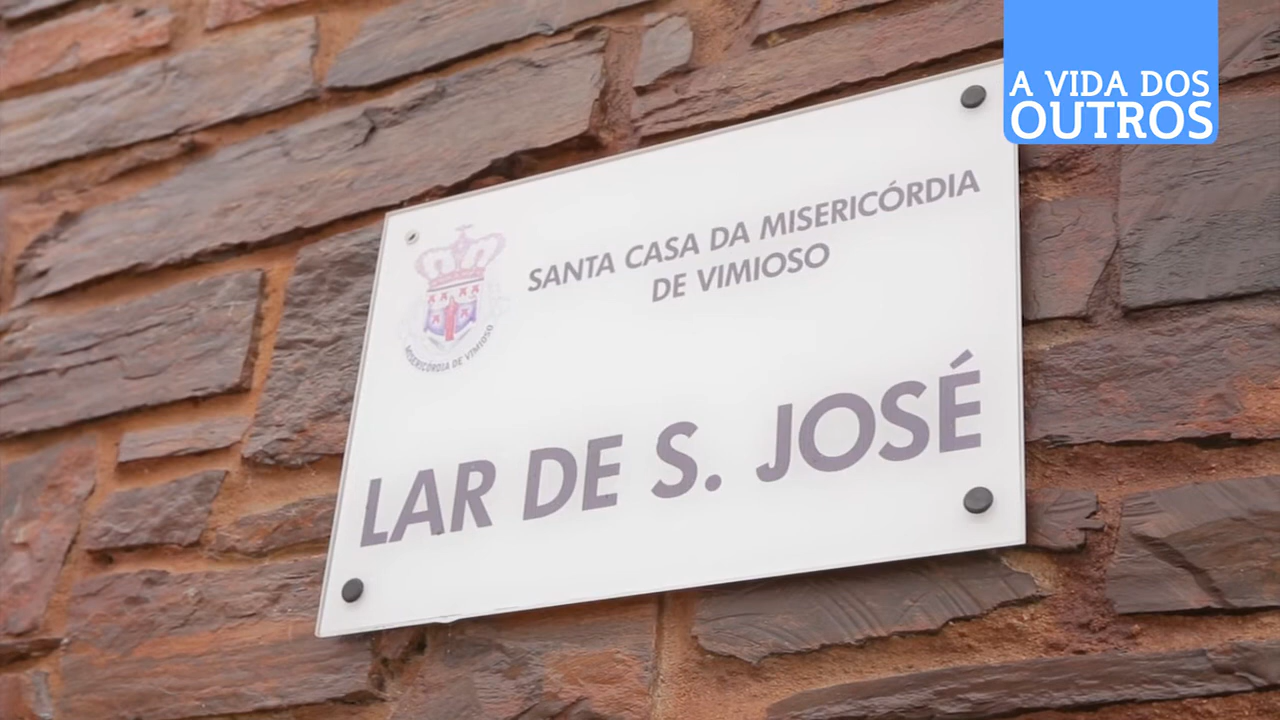 A VIDA DOS
OUTROS
SANTA CASA DA MISERICÓRDIA
DE VIMIOSO
MISERICÓRDIA DE VIMIOSO
LAR DE S. JOSÉ